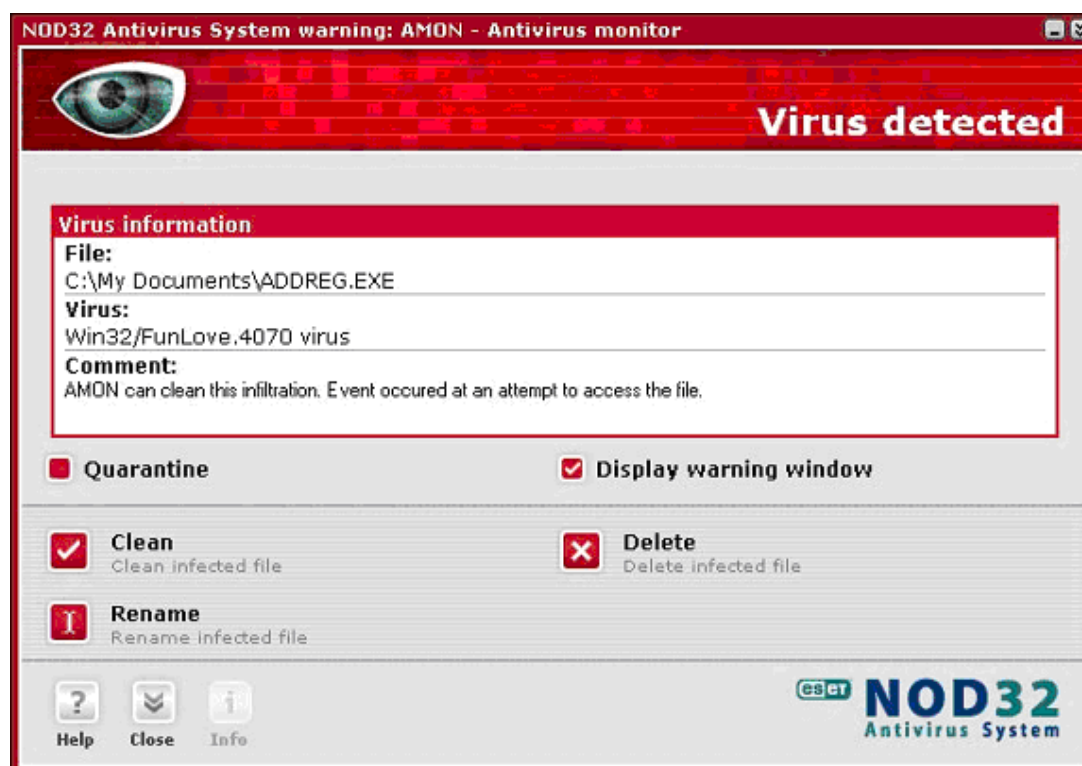 NOD32 Antivirus System warning: AMON - Antivirus monitor
Virus detected
Virus information
File:
C:\My Documents\ADDREG.EXE
Virus:
Win32/FunLove.4070 virus
Comment:
AMON can clean this infiltration. Event occured at an attempt to access the file.
Quarantine
Display warning window
Clean
Clean infected file
Delete
Delete infected file
Rename
Rename infected file
Help
Close
Info
eseT NOD32
Antivirus System